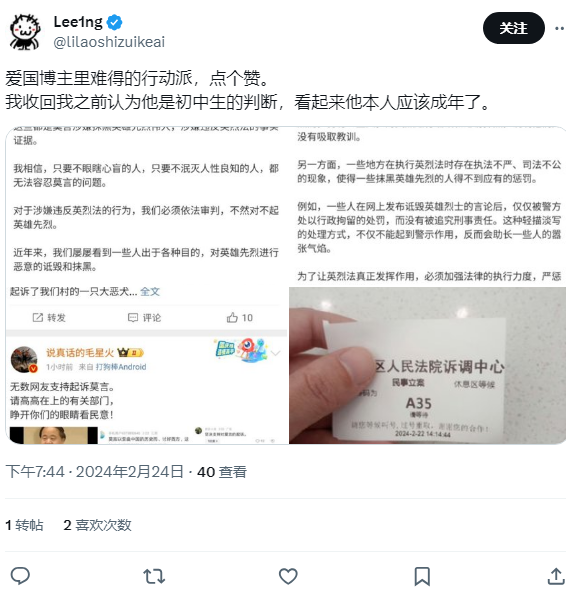 Lee1ng
@lilaoshizuikeai
关注
爱国博主里难得的行动派，点个赞。
我收回我之前认为他是初中生的判断，看起来他本人应该成年了。
证据。
我相信，只要不眼瞎心盲的人，只要不泯灭人性良知的人，都
无法容忍莫言的问题。
对于涉嫌违反英烈法的行为，我们必须依法审判，不然对不起
英雄先烈。
近年来，我们屡屡看到一些人出于各种目的，对英雄先烈进行
恶意的诋毁和抹黑。
起诉了我们村的一只大恶犬... 全文
转发
评论
10
说真话的毛星火
1小时前 来自 打狗棒Android
无数网友支持起诉莫言。
请高高在上的有关部门，
睁开你们的眼睛看民意！
没有吸取教训。
另一方面，一些地方在执行英烈法时存在执法不严、司法不公
的现象，使得一些抹黑英雄先烈的人得不到应有的惩罚。
例如，一些人在网上发布诋毁英雄烈士的言论后，仅仅被警方
处以行政拘留的处罚，而没有被追究刑事责任。这种轻描淡写
的处理方式，不仅不能起到警示作用，反而会助长一些人的嚣
张气焰。
为了让英烈法真正发挥作用，必须加强法律的执行力度，严惩
区人民法院诉调中心
民事立案 休息区等候
码为
A35
请等待
2024-2-22 14:14:44
下午7:44 · 2024年2月24日 · 40 查看
1 转帖 2 喜欢次数